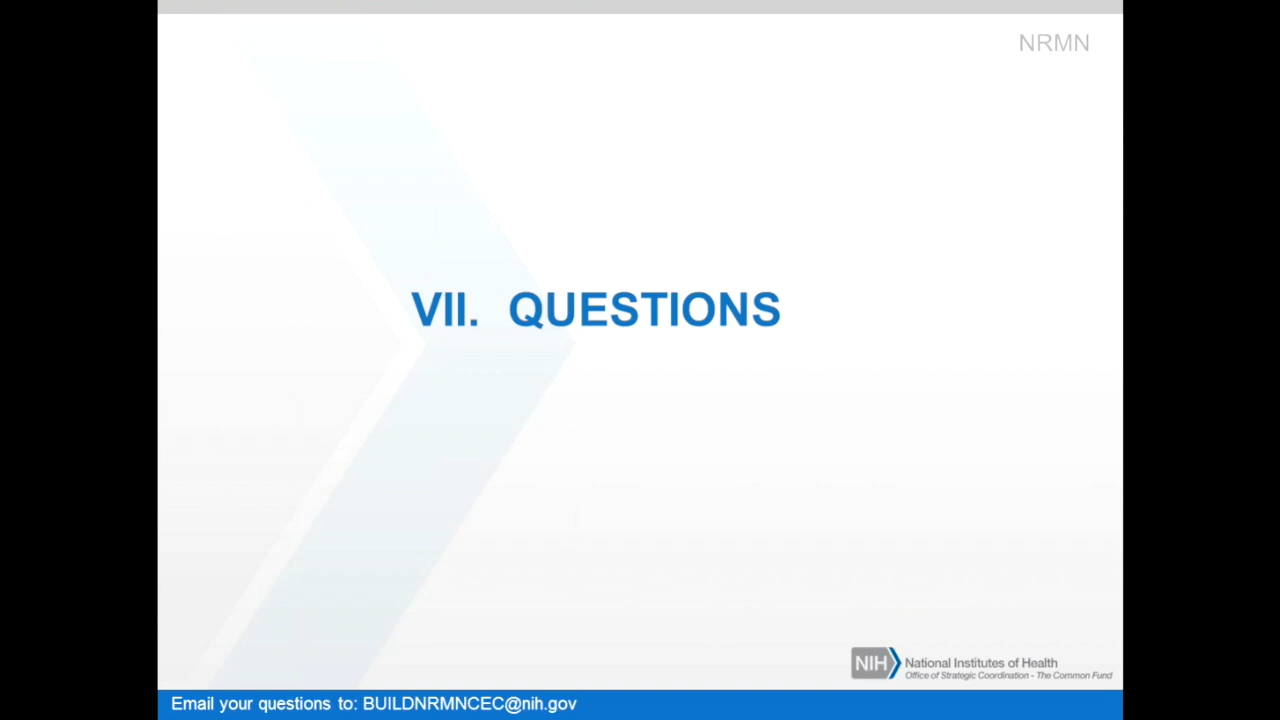 NRMN
VII. QUESTIONS
NIH National Institutes of Health
Office of Strategic Coordination - The Common Fund
Email your questions to: BUILDNRMNCEC@nih.gov